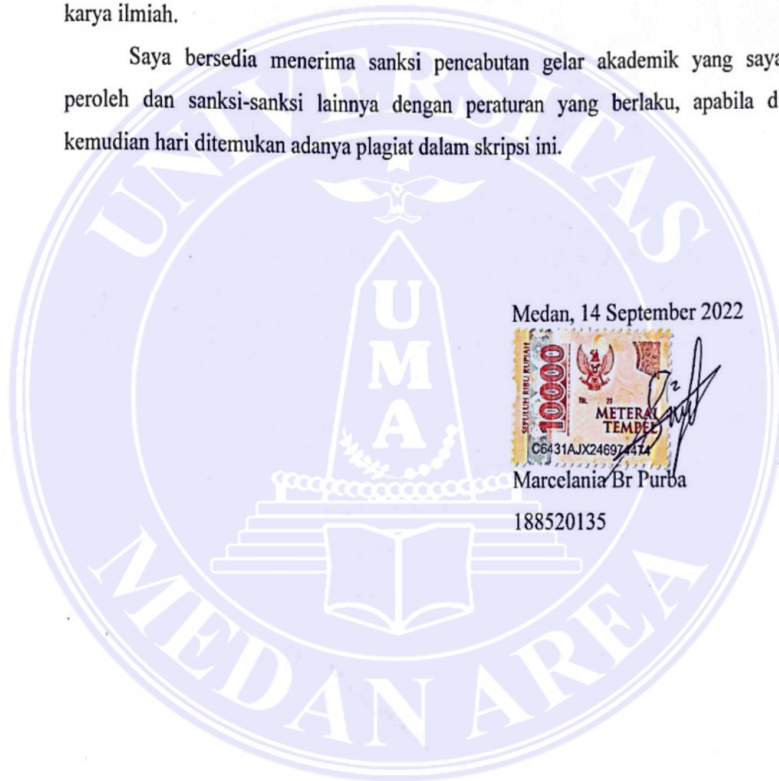 karya ilmiah.
Saya bersedia menerima sanksi pencabutan gelar akademik yang saya
peroleh dan sanksi-sanksi lainnya dengan peraturan yang berlaku, apabila d
kemudian hari ditemukan adanya plagiat dalam skripsi ini.
UNIVERSITAS
UMA
MEDAN AREA
Medan, 14 September 2022
SEPULUH RIBU RUPIAH
10000
TGL. 20
METERAI
TEMPEL
C6431AJX246974474
Marcelania Br Purba
188520135